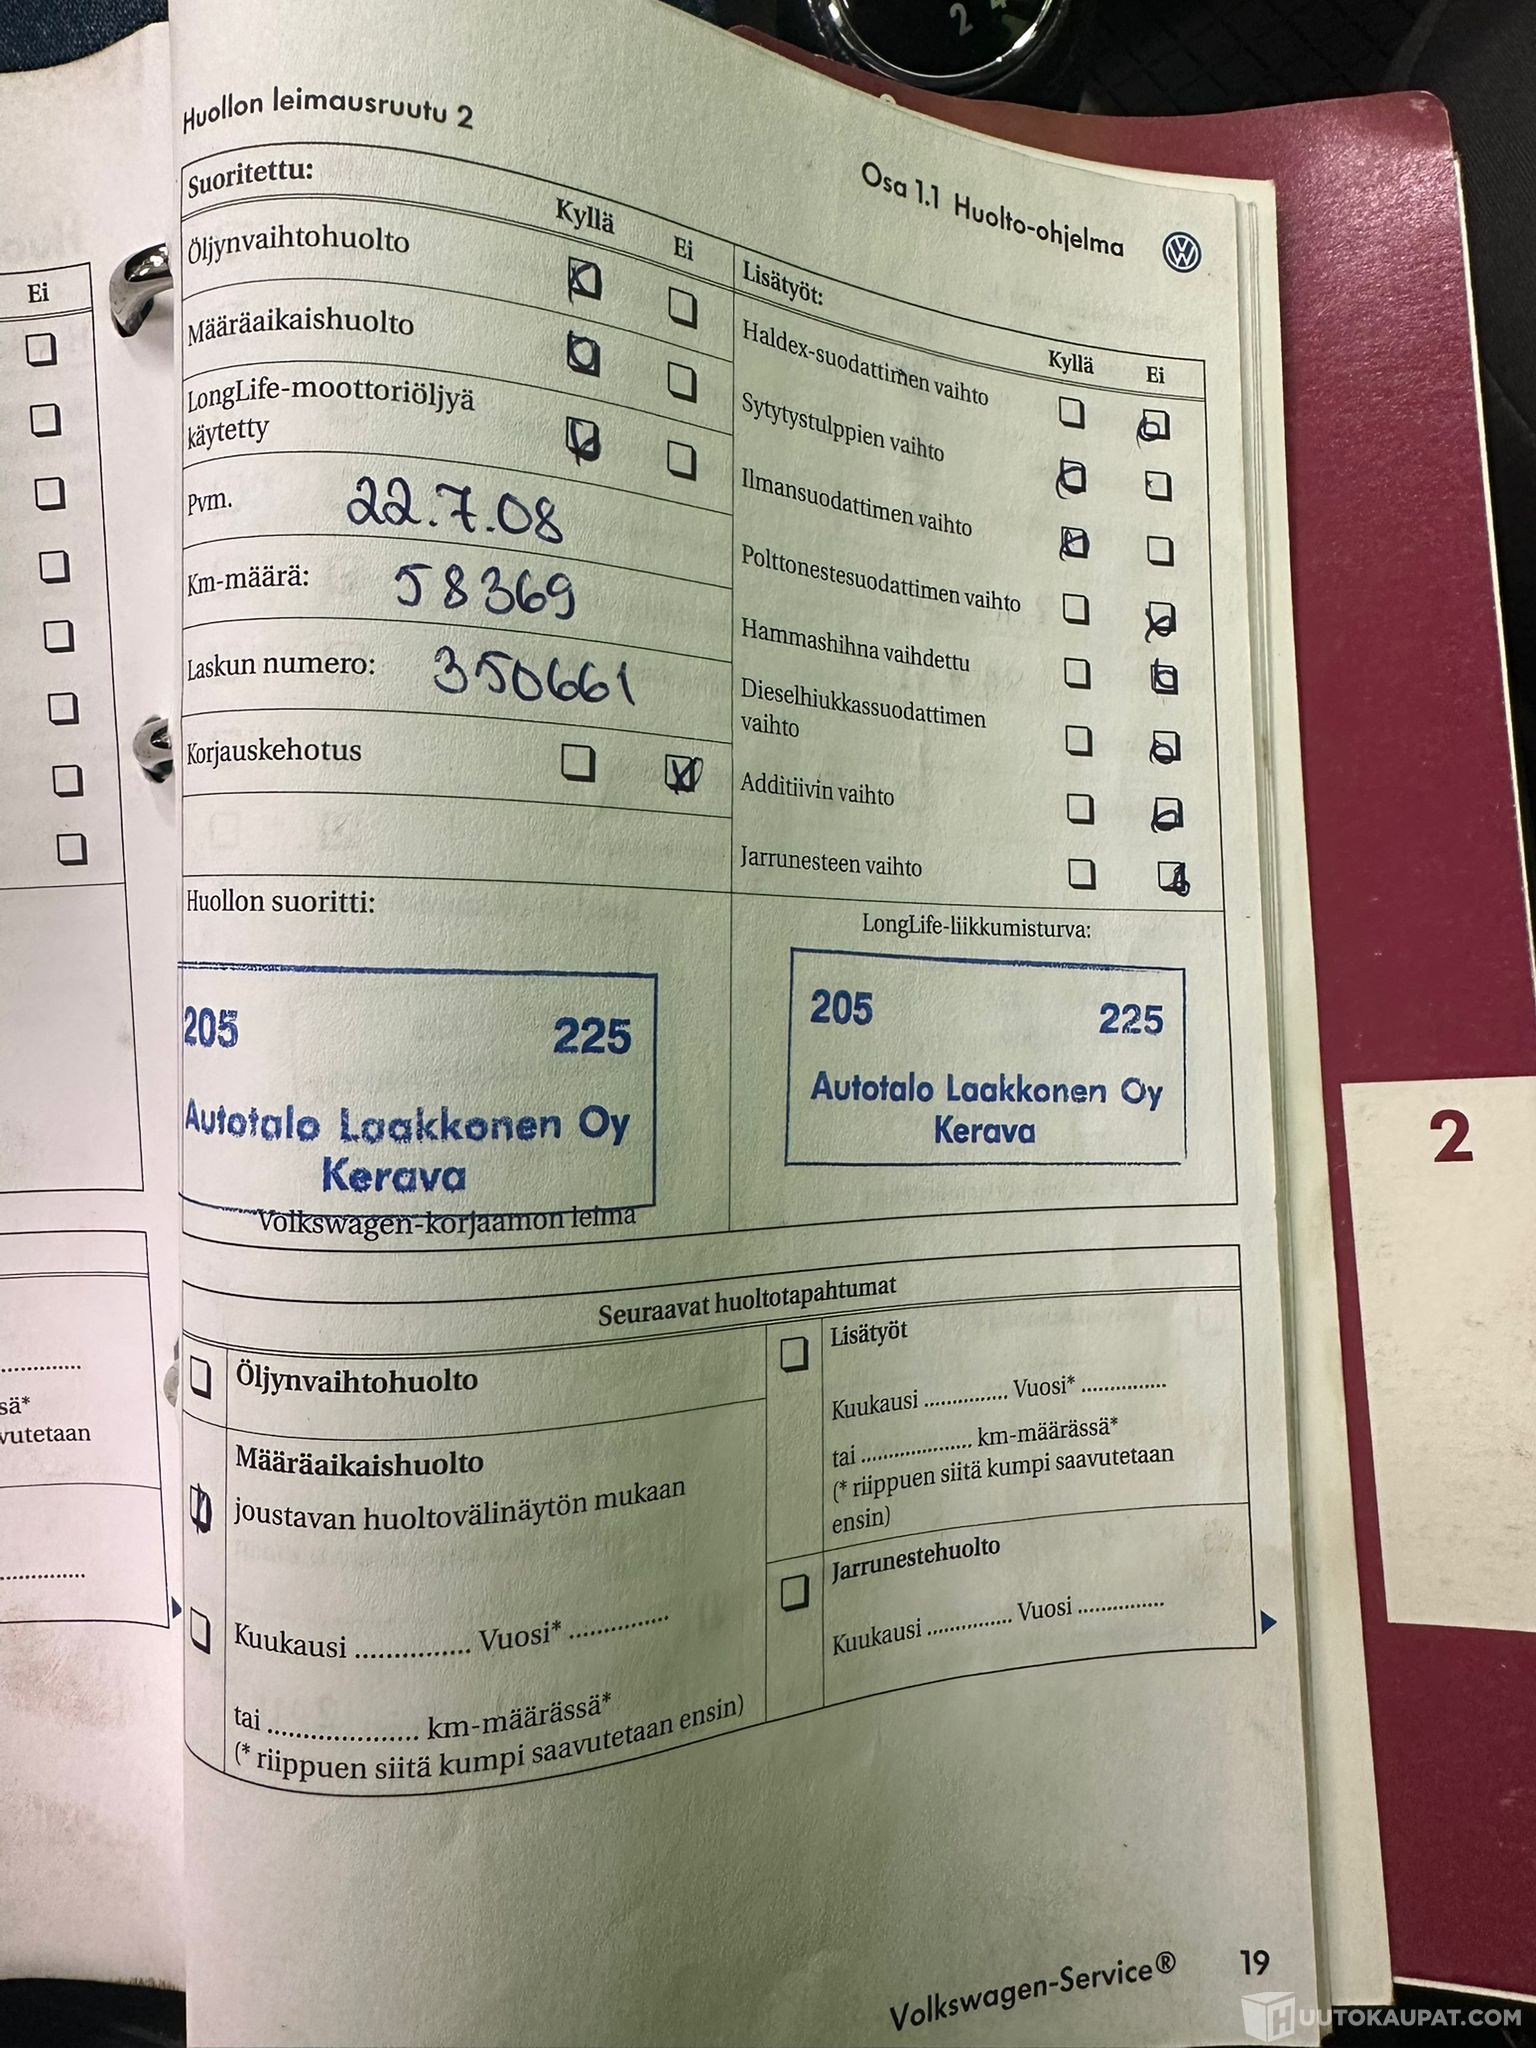 2
Huollon leimausruutu 2
Osa 1.1 Huolto-ohjelma
Suoritettu:
Kyllä
Ei
Öljynvaihtohuolto
Määräaikaishuolto
LongLife-moottoriöljyä
käytetty
Pvm. 22.7.08
Km-määrä: 58369
Laskun numero: 350661
Korjauskehotus
Lisätyöt:
Kyllä
Ei
Haldex-suodattimen vaihto
Sytytystulppien vaihto
Ilmansuodattimen vaihto
Polttonestesuodattimen vaihto
Hammashihna vaihdettu
Dieselhiukkassuodattimen
vaihto
Additiivin vaihto
Jarrunesteen vaihto
Huollon suoritti:
205 225
Autotalo Laakkonen Oy
Kerava
Volkswagen-korjaamon leima
LongLife-liikkumisturva:
205 225
Autotalo Laakkonen Oy
Kerava
Seuraavat huoltotapahtumat
Öljynvaihtohuolto
Määräaikaishuolto
joustavan huoltovälinäytön mukaan
Kuukausi ............... Vuosi* .............
tai ................... km-määrässä*
(* riippuen siitä kumpi saavutetaan ensin)
Lisätyöt
Kuukausi ............. Vuosi* .............
tai ................... km-määrässä*
(* riippuen siitä kumpi saavutetaan
ensin)
Jarrunestehuolto
Kuukausi ............. Vuosi .............
Volkswagen-Service® 19
Ei
sä*
vutetaan
2
HUUTOKAUPAT.COM